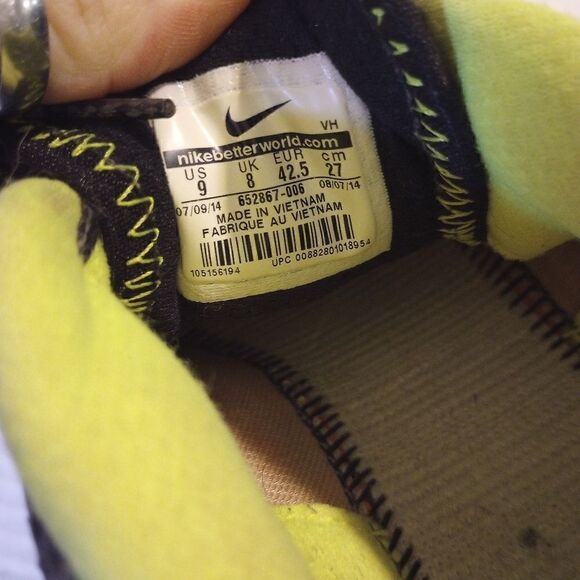 VH
nikebetterworld.com
US UK EUR cm
9 8 42.5 27
07/09/14 652867-006 08/07/14
MADE IN VIETNAM
FABRIQUE AU VIETNAM
105156194 UPC 00882801018954